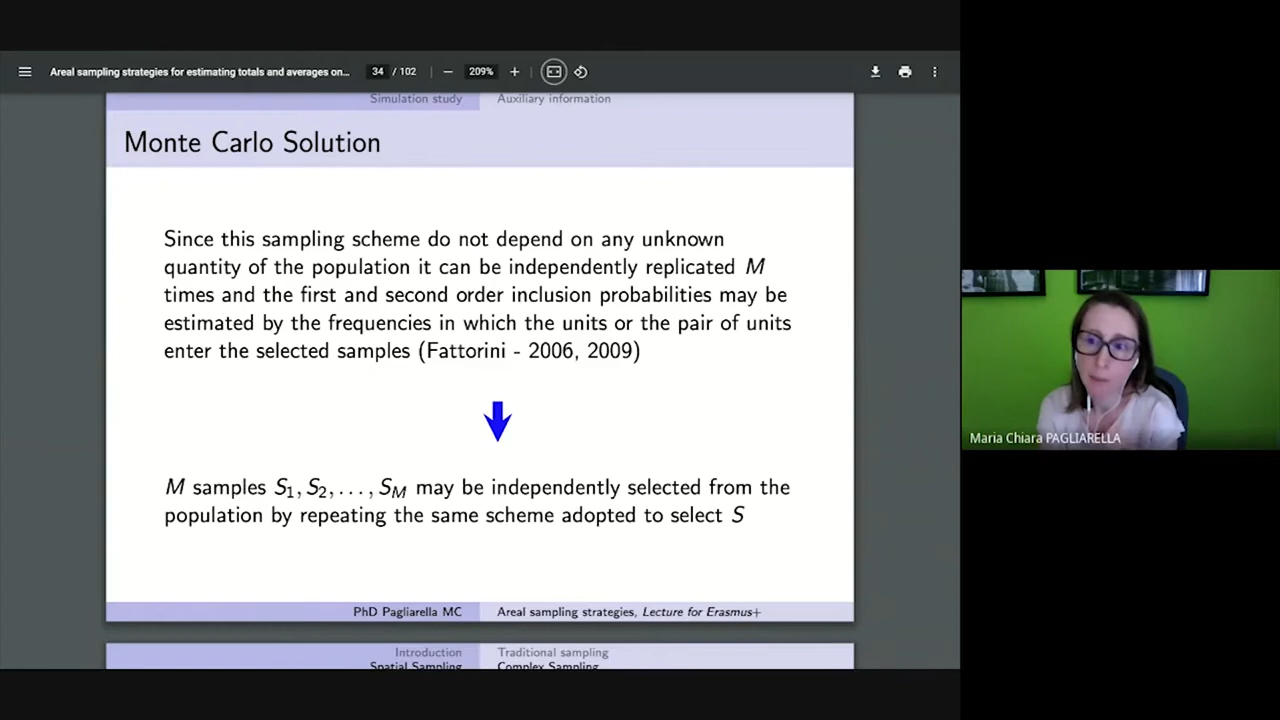 Areal sampling strategies for estimating totals and averages on...
34 / 102
209%
Simulation study
Auxiliary information
Monte Carlo Solution
Since this sampling scheme do not depend on any unknown
quantity of the population it can be independently replicated M
times and the first and second order inclusion probabilities may be
estimated by the frequencies in which the units or the pair of units
enter the selected samples (Fattorini - 2006, 2009)
M samples S₁, S₂, . . . , S_M may be independently selected from the
population by repeating the same scheme adopted to select S
PhD Pagliarella MC
Areal sampling strategies, Lecture for Erasmus+
Introduction
Traditional sampling
Spatial Sampling
Complex Sampling
Maria Chiara PAGLIARELLA